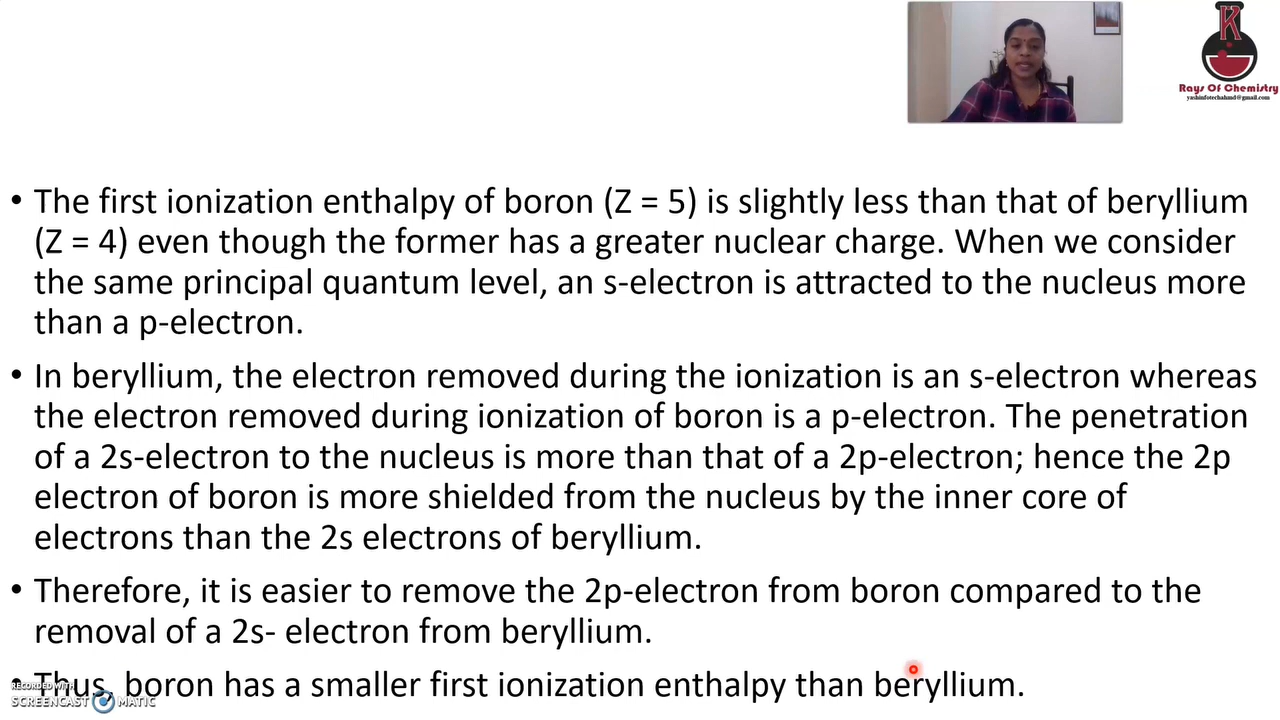 K
Rays Of Chemistry
yashinfotechahmd@gmail.com
• The first ionization enthalpy of boron (Z = 5) is slightly less than that of beryllium
(Z = 4) even though the former has a greater nuclear charge. When we consider
the same principal quantum level, an s-electron is attracted to the nucleus more
than a p-electron.
• In beryllium, the electron removed during the ionization is an s-electron whereas
the electron removed during ionization of boron is a p-electron. The penetration
of a 2s-electron to the nucleus is more than that of a 2p-electron; hence the 2p
electron of boron is more shielded from the nucleus by the inner core of
electrons than the 2s electrons of beryllium.
• Therefore, it is easier to remove the 2p-electron from boron compared to the
removal of a 2s- electron from beryllium.
• Thus, boron has a smaller first ionization enthalpy than beryllium.
RECORDED WITH
SCREENCAST MATIC